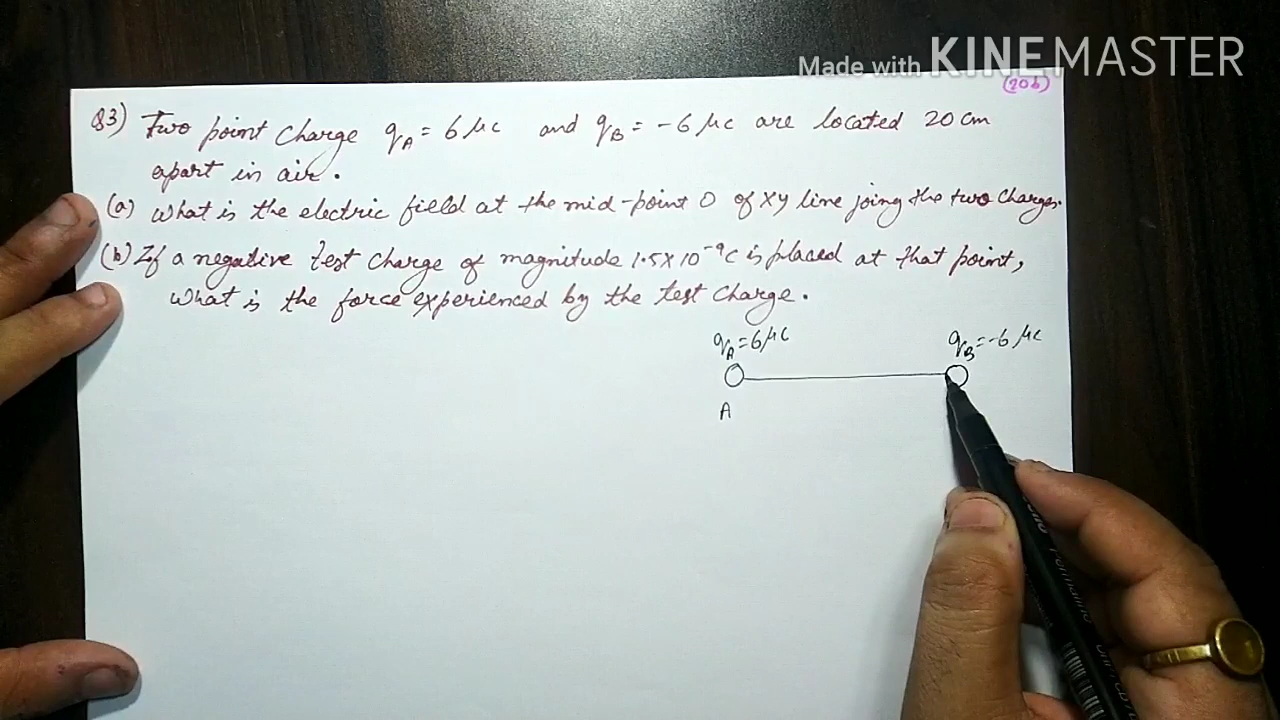 Made with KINEMASTER
(206)
Q3) Two point charge qA = 6 μc and qB = -6 μc are located 20 cm
apart in air.
(a) What is the electric field at the mid-point O of XY line joing the two charges.
(b) If a negative test charge of magnitude 1.5 x 10⁻⁹c is placed at that point,
what is the force experienced by the test charge.
qA = 6 μc
qB = -6 μc
A